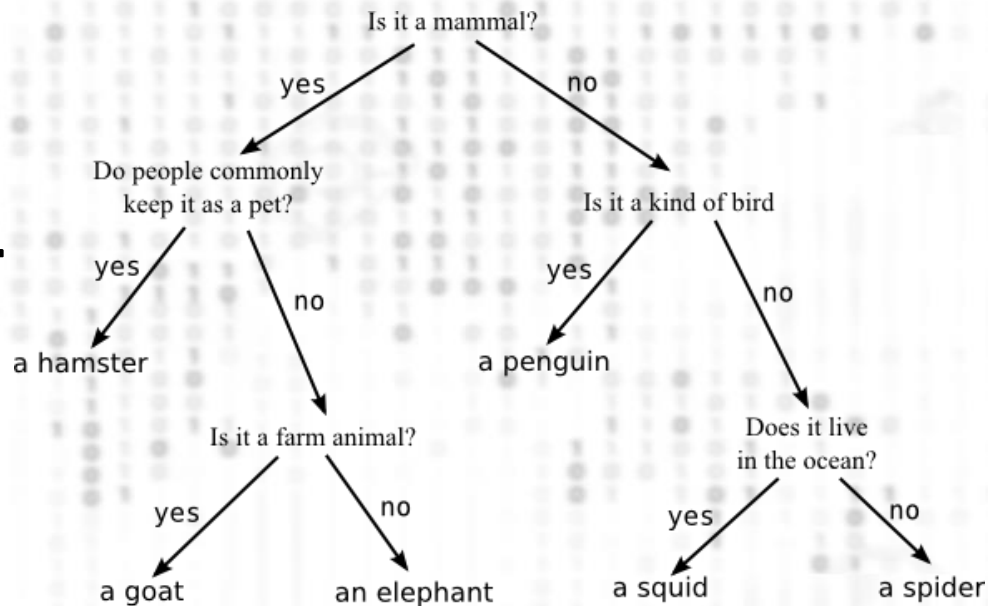 Is it a mammal?
yes
no
Do people commonly
keep it as a pet?
Is it a kind of bird
yes
no
yes
no
a hamster
a penguin
Is it a farm animal?
Does it live
in the ocean?
yes
no
yes
no
a goat
an elephant
a squid
a spider